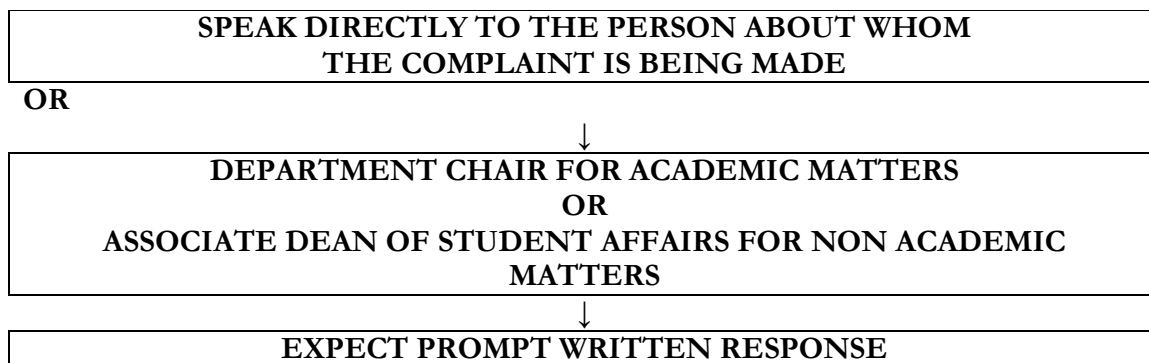 SPEAK DIRECTLY TO THE PERSON ABOUT WHOM
THE COMPLAINT IS BEING MADE
OR
↓
DEPARTMENT CHAIR FOR ACADEMIC MATTERS
OR
ASSOCIATE DEAN OF STUDENT AFFAIRS FOR NON ACADEMIC
MATTERS
↓
EXPECT PROMPT WRITTEN RESPONSE